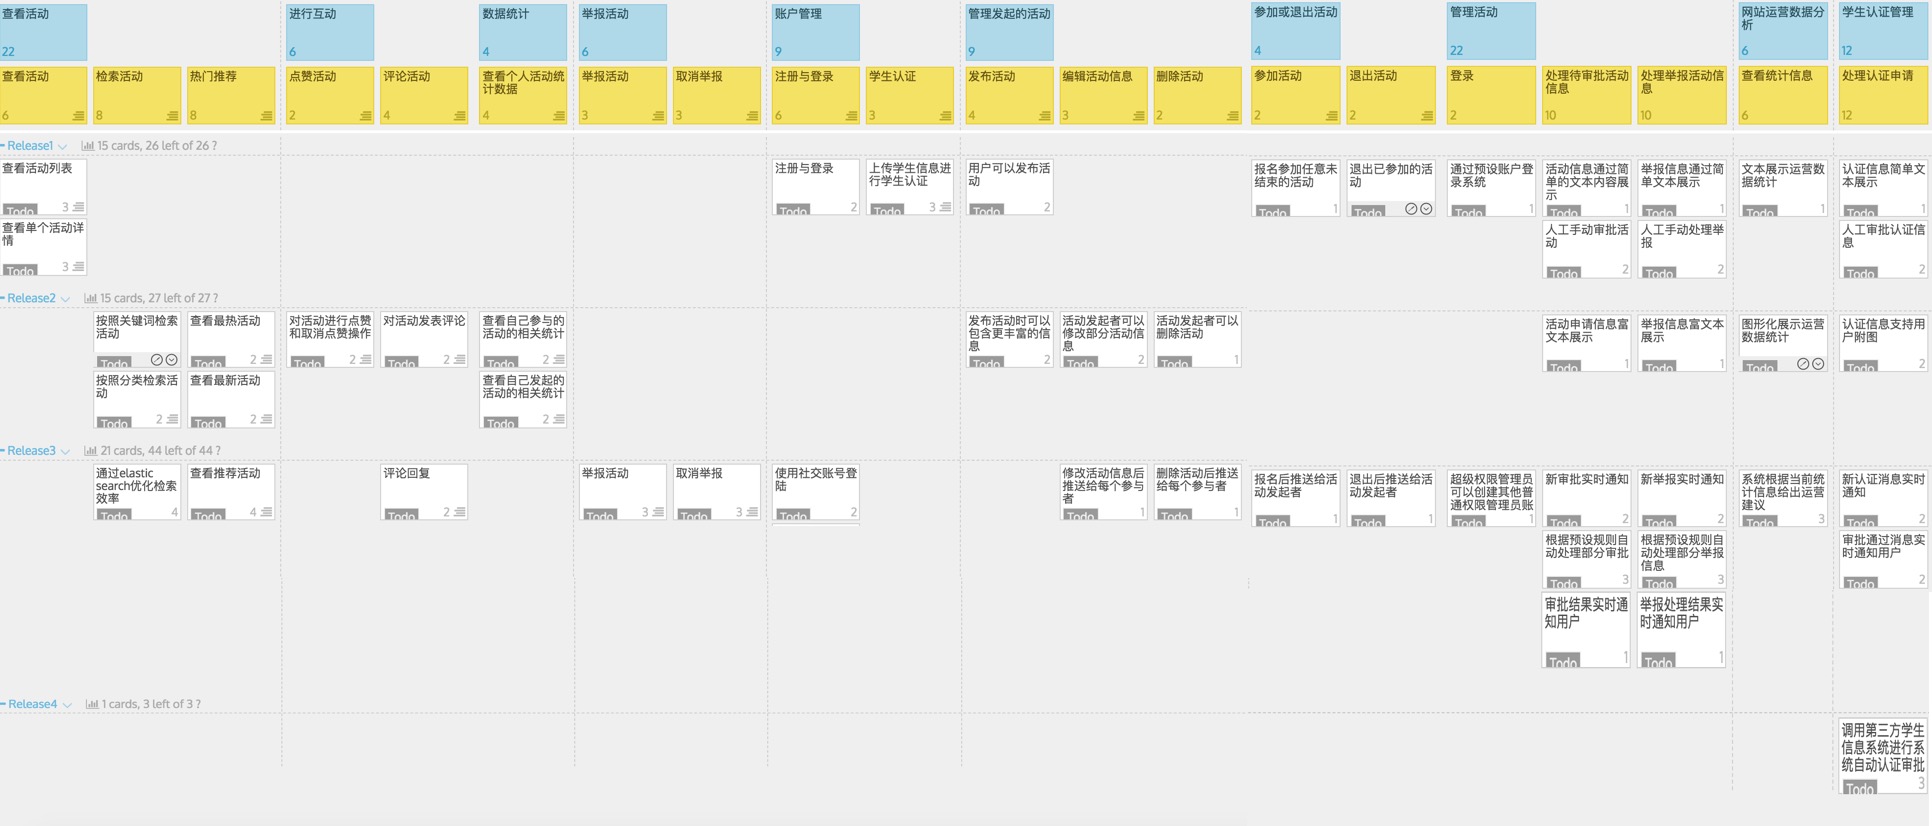 查看活动
22
进行互动
6
数据统计
4
举报活动
6
账户管理
9
管理发起的活动
9
参加或退出活动
4
管理活动
22
网站运营数据分
析
6
学生认证管理
12
查看活动
6
检索活动
8
热门推荐
8
点赞活动
2
评论活动
4
查看个人活动统
计数据
4
举报活动
3
取消举报
3
注册与登录
6
学生认证
3
发布活动
4
编辑活动信息
3
删除活动
2
参加活动
2
退出活动
2
登录
2
处理待审批活动
信息
10
处理举报活动信
息
10
查看统计信息
6
处理认证申请
12
Release1
15 cards, 26 left of 26 ?
查看活动列表
Todo
3
注册与登录
Todo
2
上传学生信息进
行学生认证
Todo
3
用户可以发布活
动
Todo
2
报名参加任意未
结束的活动
Todo
1
退出已参加的活
动
Todo
通过预设账户登
录系统
Todo
1
活动信息通过简
单的文本内容展
示
Todo
1
举报信息通过简
单文本展示
Todo
1
文本展示运营数
据统计
Todo
1
认证信息简单文
本展示
Todo
1
查看单个活动详
情
Todo
3
人工手动审批活
动
Todo
2
人工手动处理举
报
Todo
2
人工审批认证信
息
Todo
2
Release2
15 cards, 27 left of 27 ?
按照关键词检索
活动
Todo
查看最热活动
Todo
2
对活动进行点赞
和取消点赞操作
Todo
2
对活动发表评论
Todo
2
查看自己参与的
活动的相关统计
Todo
2
发布活动时可以
包含更丰富的信
息
Todo
2
活动发起者可以
修改部分活动信息
Todo
2
活动发起者可以
删除活动
Todo
1
活动申请信息富
文本展示
Todo
1
举报信息富文本
展示
Todo
1
图形化展示运营
数据统计
Todo
认证信息支持用
户附图
Todo
2
按照分类检索活
动
Todo
2
查看最新活动
Todo
2
查看自己发起的
活动的相关统计
Todo
2
Release3
21 cards, 44 left of 44 ?
通过elastic
search优化检索
效率
Todo
4
查看推荐活动
Todo
4
评论回复
Todo
2
举报活动
Todo
3
取消举报
Todo
3
使用社交账号登
陆
Todo
2
修改活动信息后
推送给每个参与
者
Todo
1
删除活动后推送
给每个参与者
Todo
1
报名后推送给活
动发起者
Todo
1
退出后推送给活
动发起者
Todo
1
超级权限管理员
可以创建其他普
通权限管理员账
Todo
1
新审批实时通知
Todo
2
新举报实时通知
Todo
2
系统根据当前统
计信息给出运营
建议
Todo
3
新认证消息实时
通知
Todo
2
根据预设规则自
动处理部分审批
Todo
3
根据预设规则自
动处理部分举报
信息
Todo
3
审批通过消息实
时通知用户
Todo
2
审批结果实时通
知用户
Todo
1
举报处理结果实
时通知用户
Todo
1
Release4
1 cards, 3 left of 3 ?
调用第三方学生
信息系统进行系
统自动认证审批
Todo
3